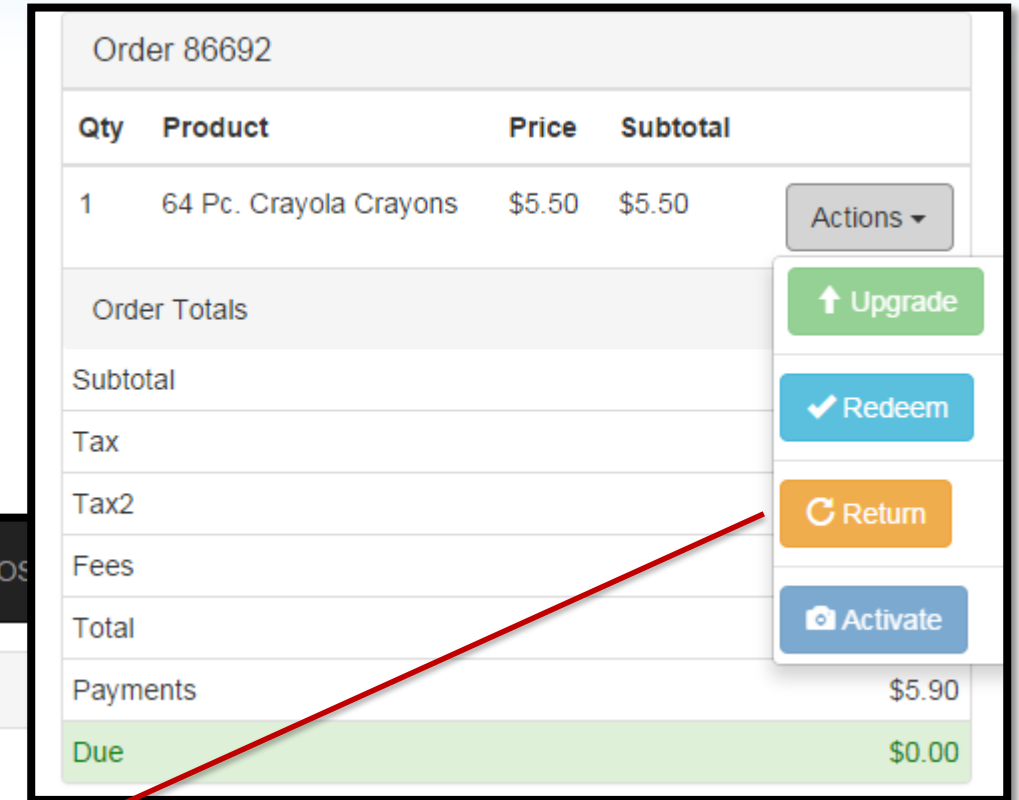 Order 86692
Qty Product Price Subtotal
1 64 Pc. Crayola Crayons $5.50 $5.50 Actions
Order Totals
Upgrade
Subtotal
Redeem
Tax
Tax2
Return
Fees
Total
Activate
Payments $5.90
Due $0.00